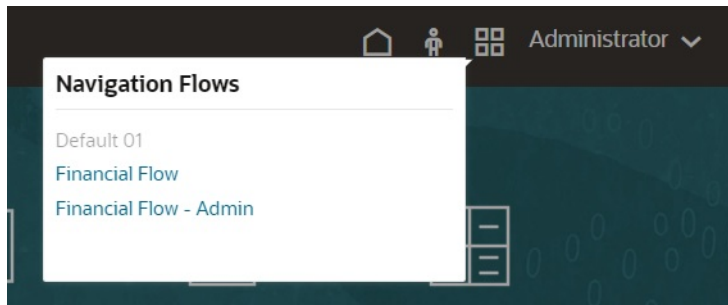 Administrator
Navigation Flows
Default 01
Financial Flow
Financial Flow - Admin